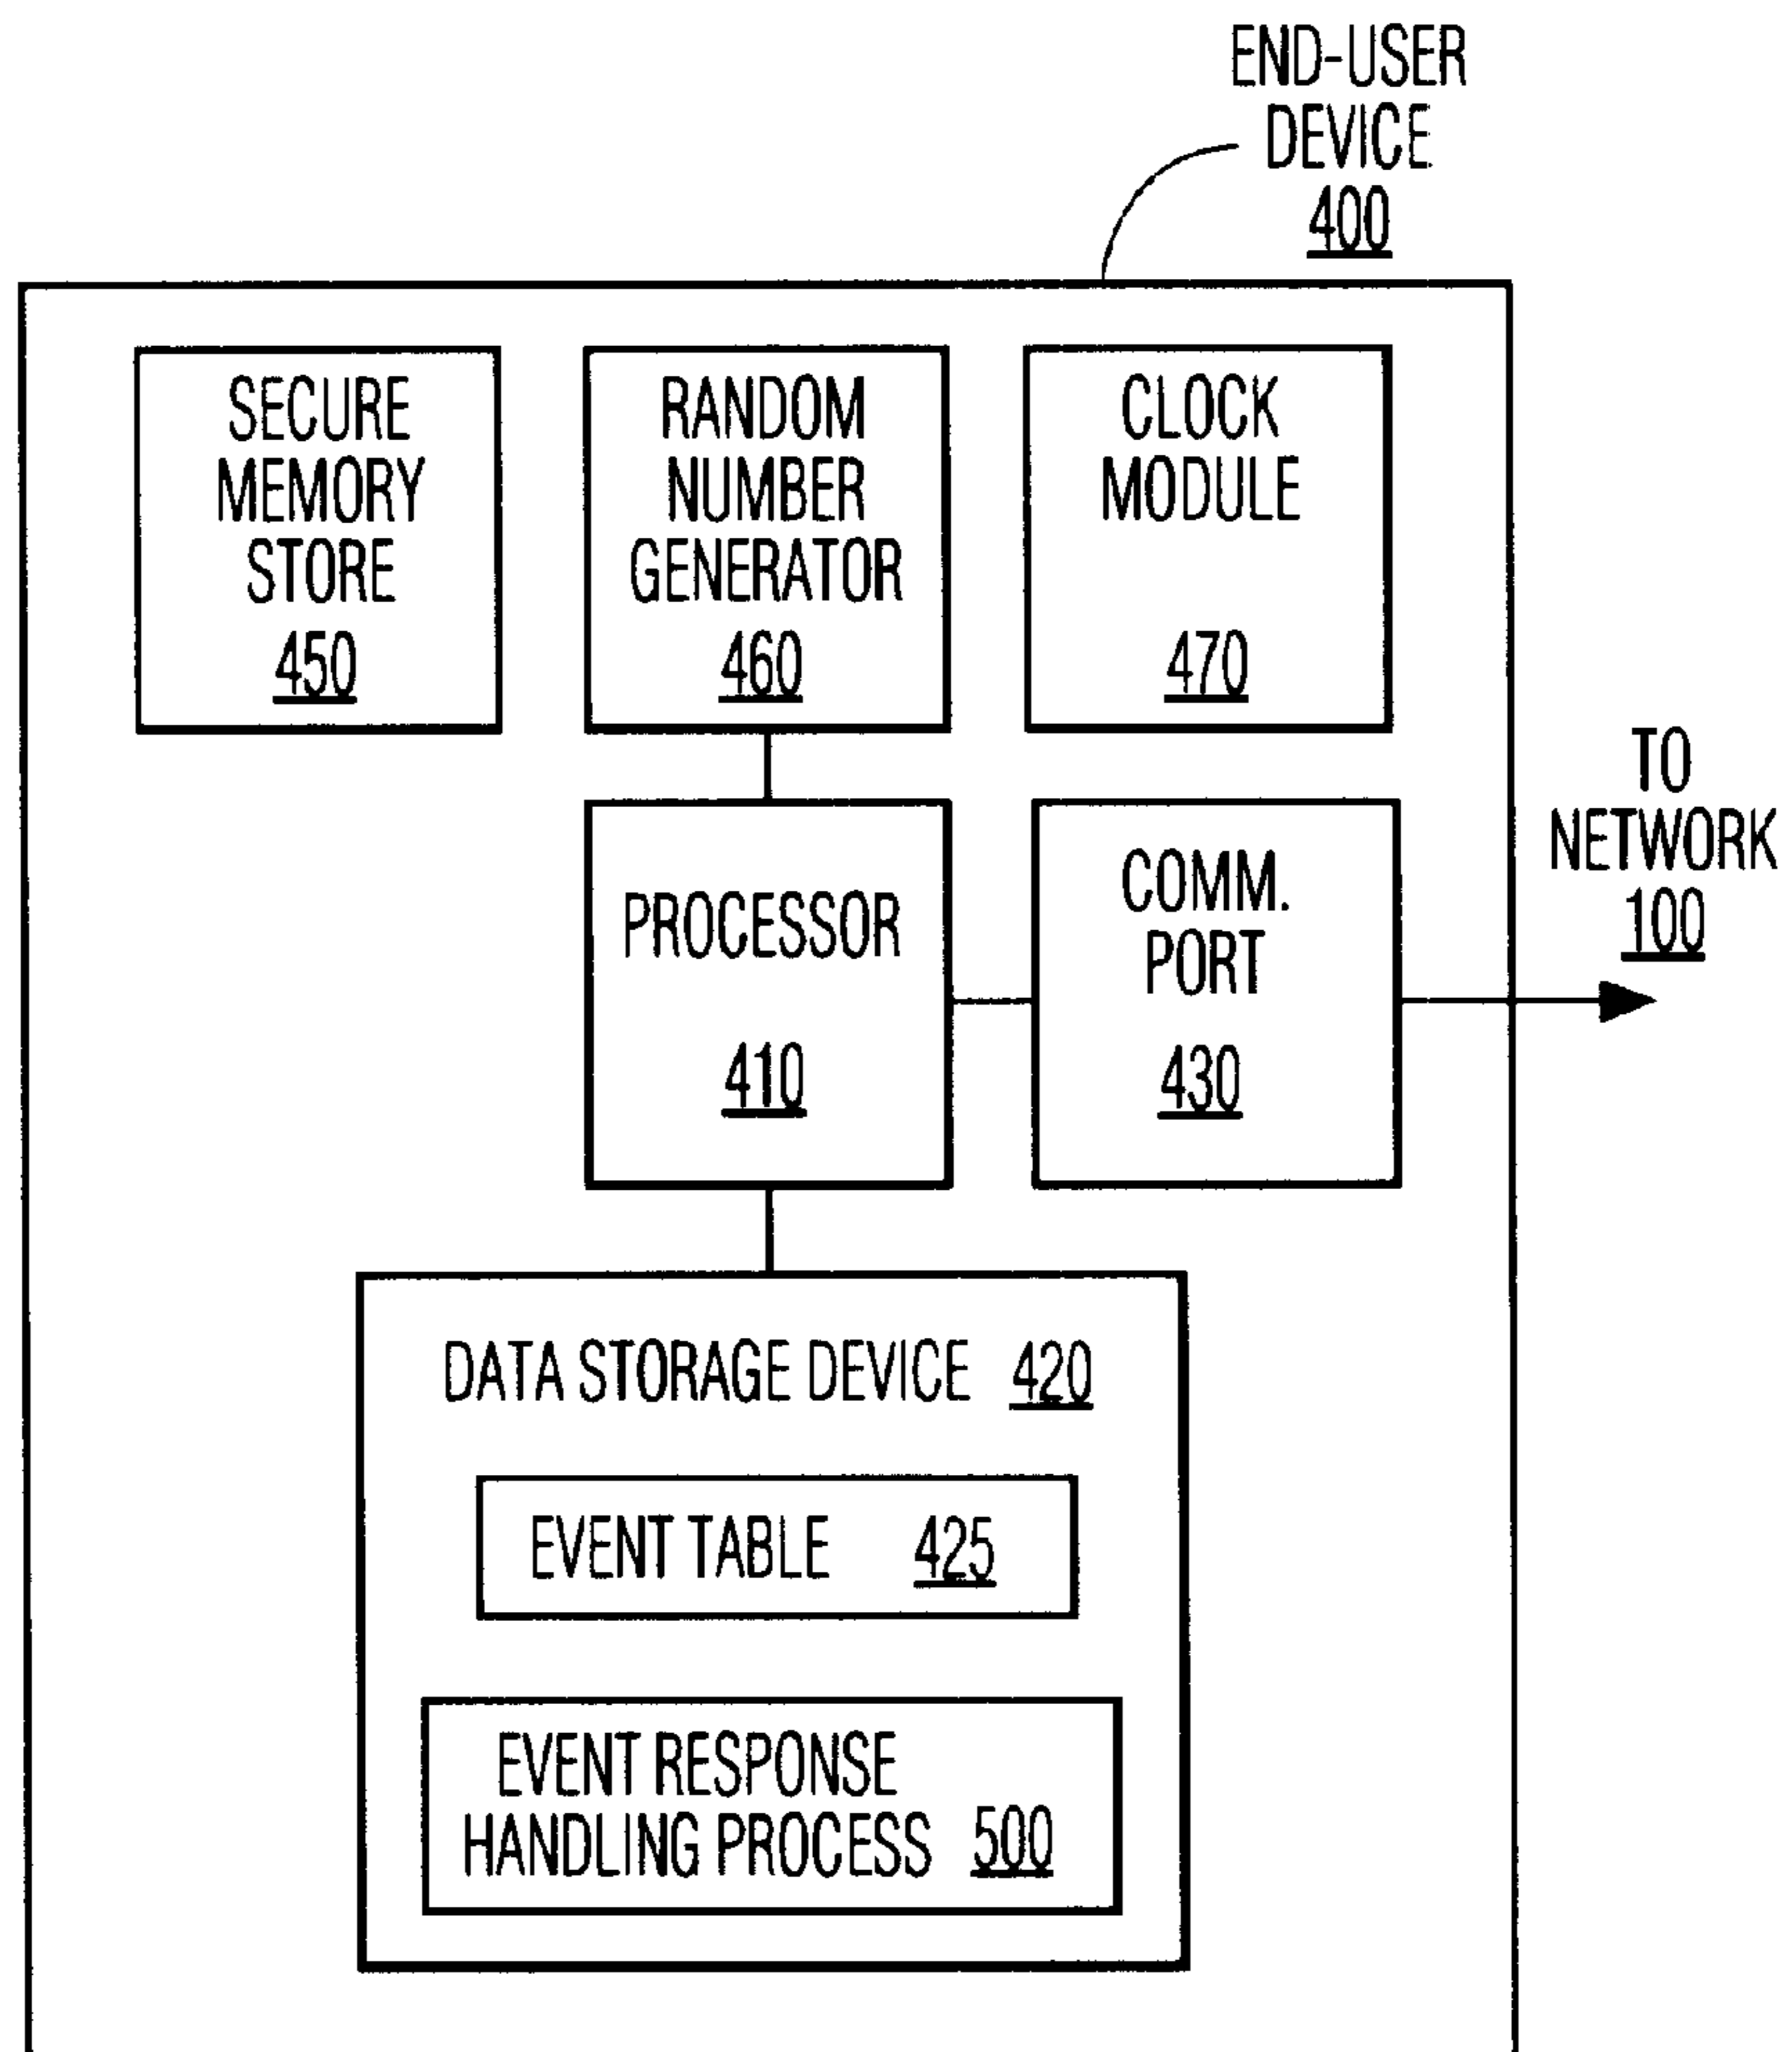 END-USER
DEVICE
400
SECURE
MEMORY
STORE
450
RANDOM
NUMBER
GENERATOR
460
CLOCK
MODULE
470
TO
NETWORK
100
PROCESSOR
410
COMM.
PORT
430
DATA STORAGE DEVICE 420
EVENT TABLE 425
EVENT RESPONSE
HANDLING PROCESS 500